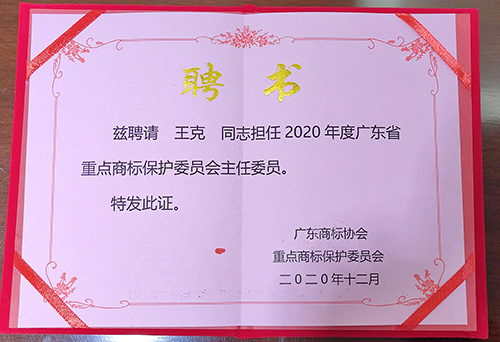 聘书
兹聘请 王克 同志担任2020年度广东省
重点商标保护委员会主任委员。
特发此证。
广东商标协会
重点商标保护委员会
二0二0年十二月